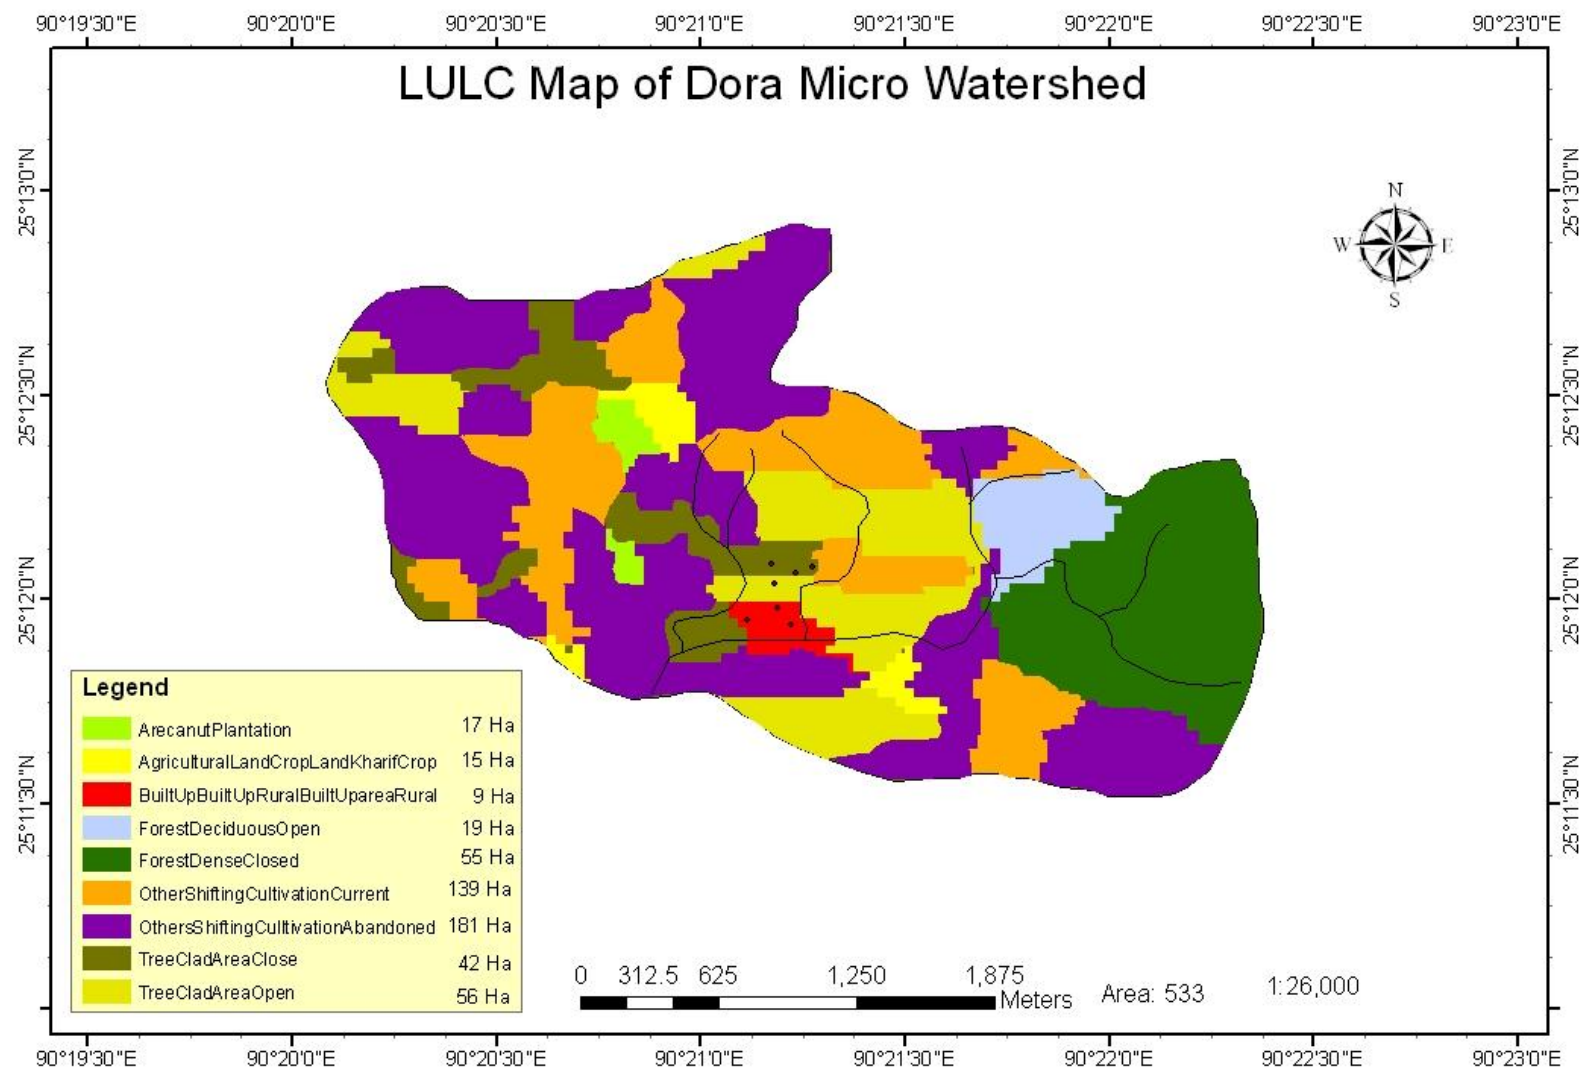 90°19'30"E 90°20'0"E 90°20'30"E 90°21'0"E 90°21'30"E 90°22'0"E 90°22'30"E 90°23'0"E
LULC Map of Dora Micro Watershed
25°13'0"N 25°13'0"N
N
W E
S
25°12'30"N 25°12'30"N
25°12'0"N 25°12'0"N
25°11'30"N 25°11'30"N
Legend
ArecanutPlantation 17 Ha
AgriculturalLandCropLandKharifCrop 15 Ha
BuiltUpBuiltUpRuralBuiltUpareaRural 9 Ha
ForestDeciduousOpen 19 Ha
ForestDenseClosed 55 Ha
OtherShiftingCultivationCurrent 139 Ha
OthersShiftingCulltivationAbandoned 181 Ha
TreeCladAreaClose 42 Ha
TreeCladAreaOpen 56 Ha
0 312.5 625 1,250 1,875
Meters
Area: 533
1:26,000
90°19'30"E 90°20'0"E 90°20'30"E 90°21'0"E 90°21'30"E 90°22'0"E 90°22'30"E 90°23'0"E